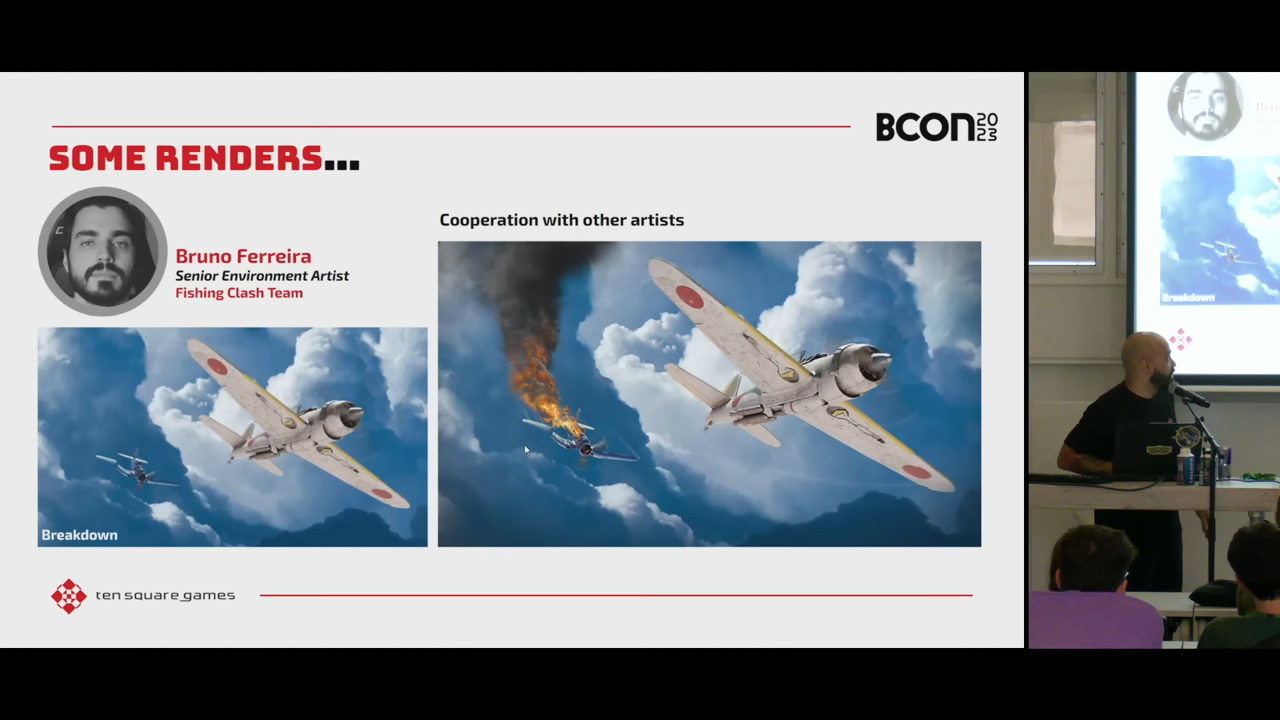 BCON 20
23
SOME RENDERS...
Bruno Ferreira
Senior Environment Artist
Fishing Clash Team
Cooperation with other artists
Breakdown
ten square games
Breakdown